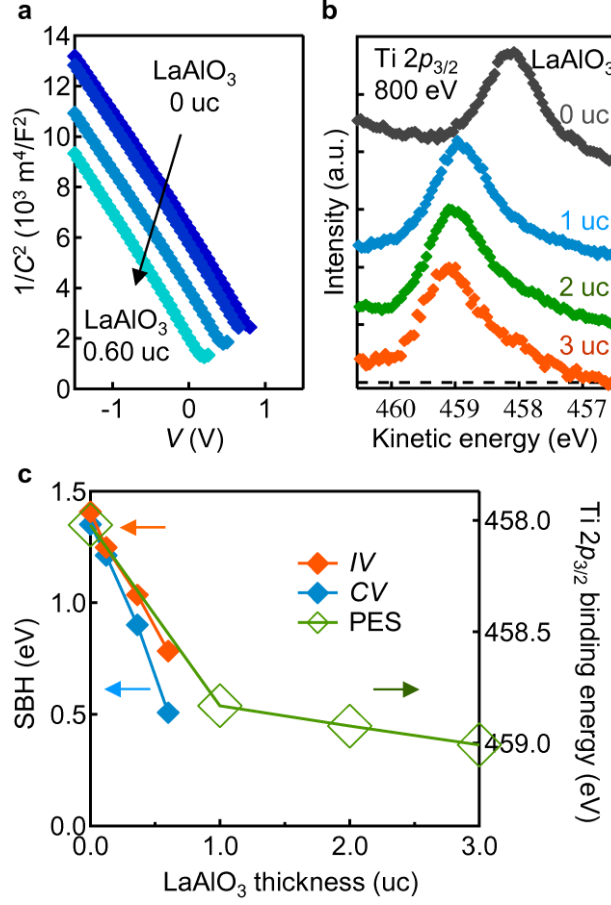 a
14
12
10
8
6
4
2
0
1/C² (10³ m⁴/F²)
LaAlO₃
0 uc
LaAlO₃
0.60 uc
-1
0
1
V (V)
b
Ti 2p₃/₂
800 eV
LaAlO₃
0 uc
1 uc
2 uc
3 uc
Intensity (a.u.)
460
459
458
457
Kinetic energy (eV)
c
1.5
1.0
0.5
0.0
SBH (eV)
IV
CV
PES
458.0
458.5
459.0
Ti 2p₃/₂ binding energy
(eV)
0.0
1.0
2.0
3.0
LaAlO₃ thickness (uc)